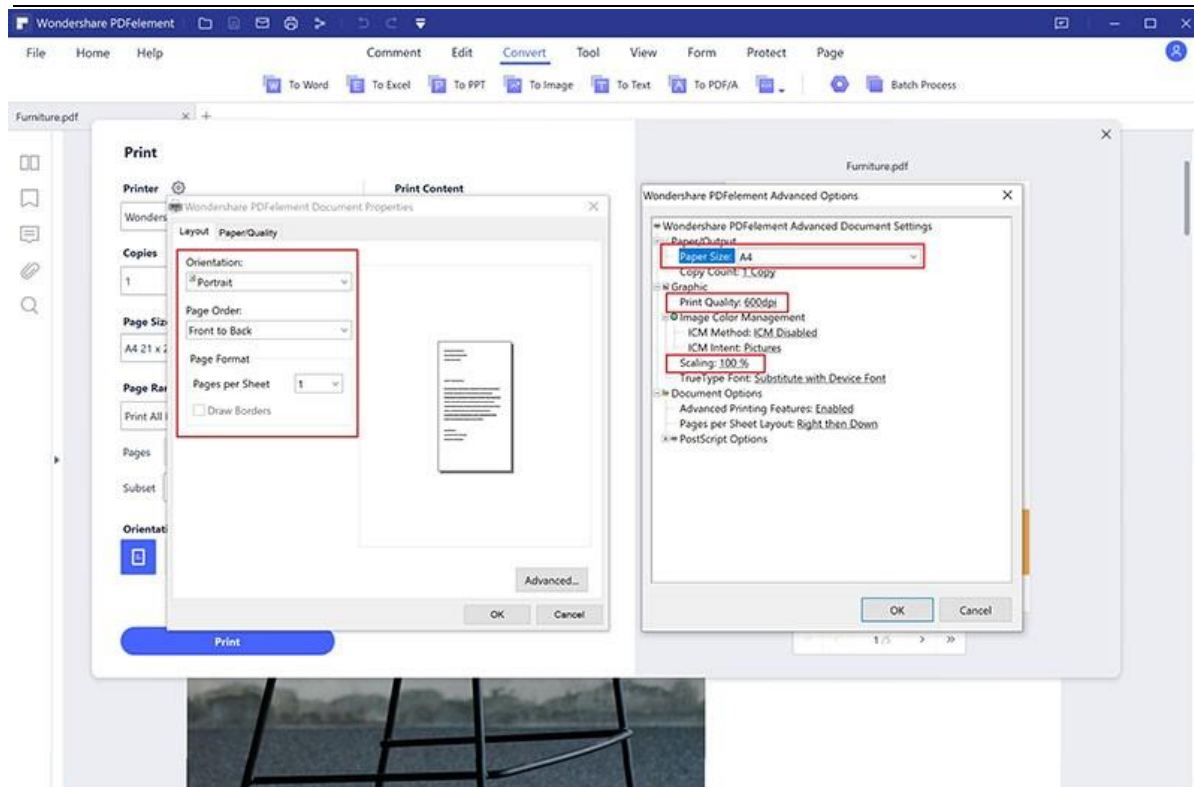 Wondershare PDFelement
File Home Help Comment Edit Convert Tool View Form Protect Page
To Word To Excel To PPT To Image To Text To PDF/A Batch Process
Furniture.pdf
Print
Furniture.pdf
Printer
Print Content
Wonders
Copies
1
Page Siz
A4 21 x 2
Page Ran
Print All
Pages
Subset
Orientati
Print
1/5
Wondershare PDFelement Document Properties
Layout Paper/Quality
Orientation:
Portrait
Page Order:
Front to Back
Page Format
Pages per Sheet 1
Draw Borders
Advanced...
OK Cancel
Wondershare PDFelement Advanced Options
Wondershare PDFelement Advanced Document Settings
Paper/Output
Paper Size: A4
Copy Count: 1 Copy
Graphic
Print Quality: 600dpi
Image Color Management
ICM Method: ICM Disabled
ICM Intent: Pictures
Scaling: 100 %
TrueType Font: Substitute with Device Font
Document Options
Advanced Printing Features: Enabled
Pages per Sheet Layout: Right then Down
PostScript Options
OK Cancel